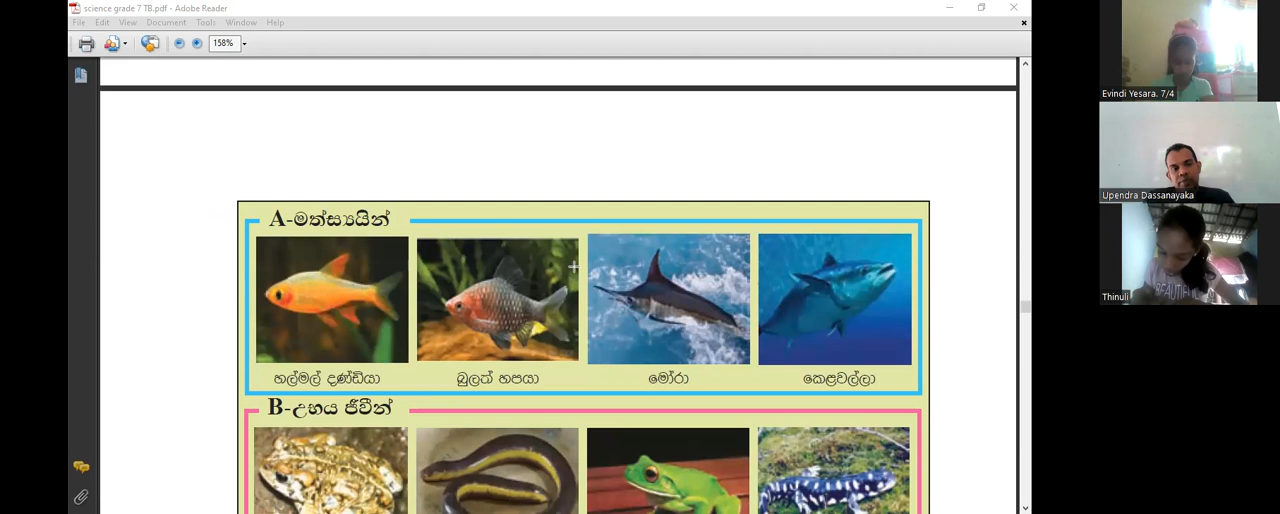 science grade 7 TB.pdf - Adobe Reader
File Edit View Document Tools Window Help
158%
Evindi Yesara. 7/4
Upendra Dassanayaka
Thinuli
A-මත්ස්‍යයින්
හල්මල් දණ්ඩියා බුලත් හපයා මෝරා කෙළවල්ලා
B-උභය ජීවීන්